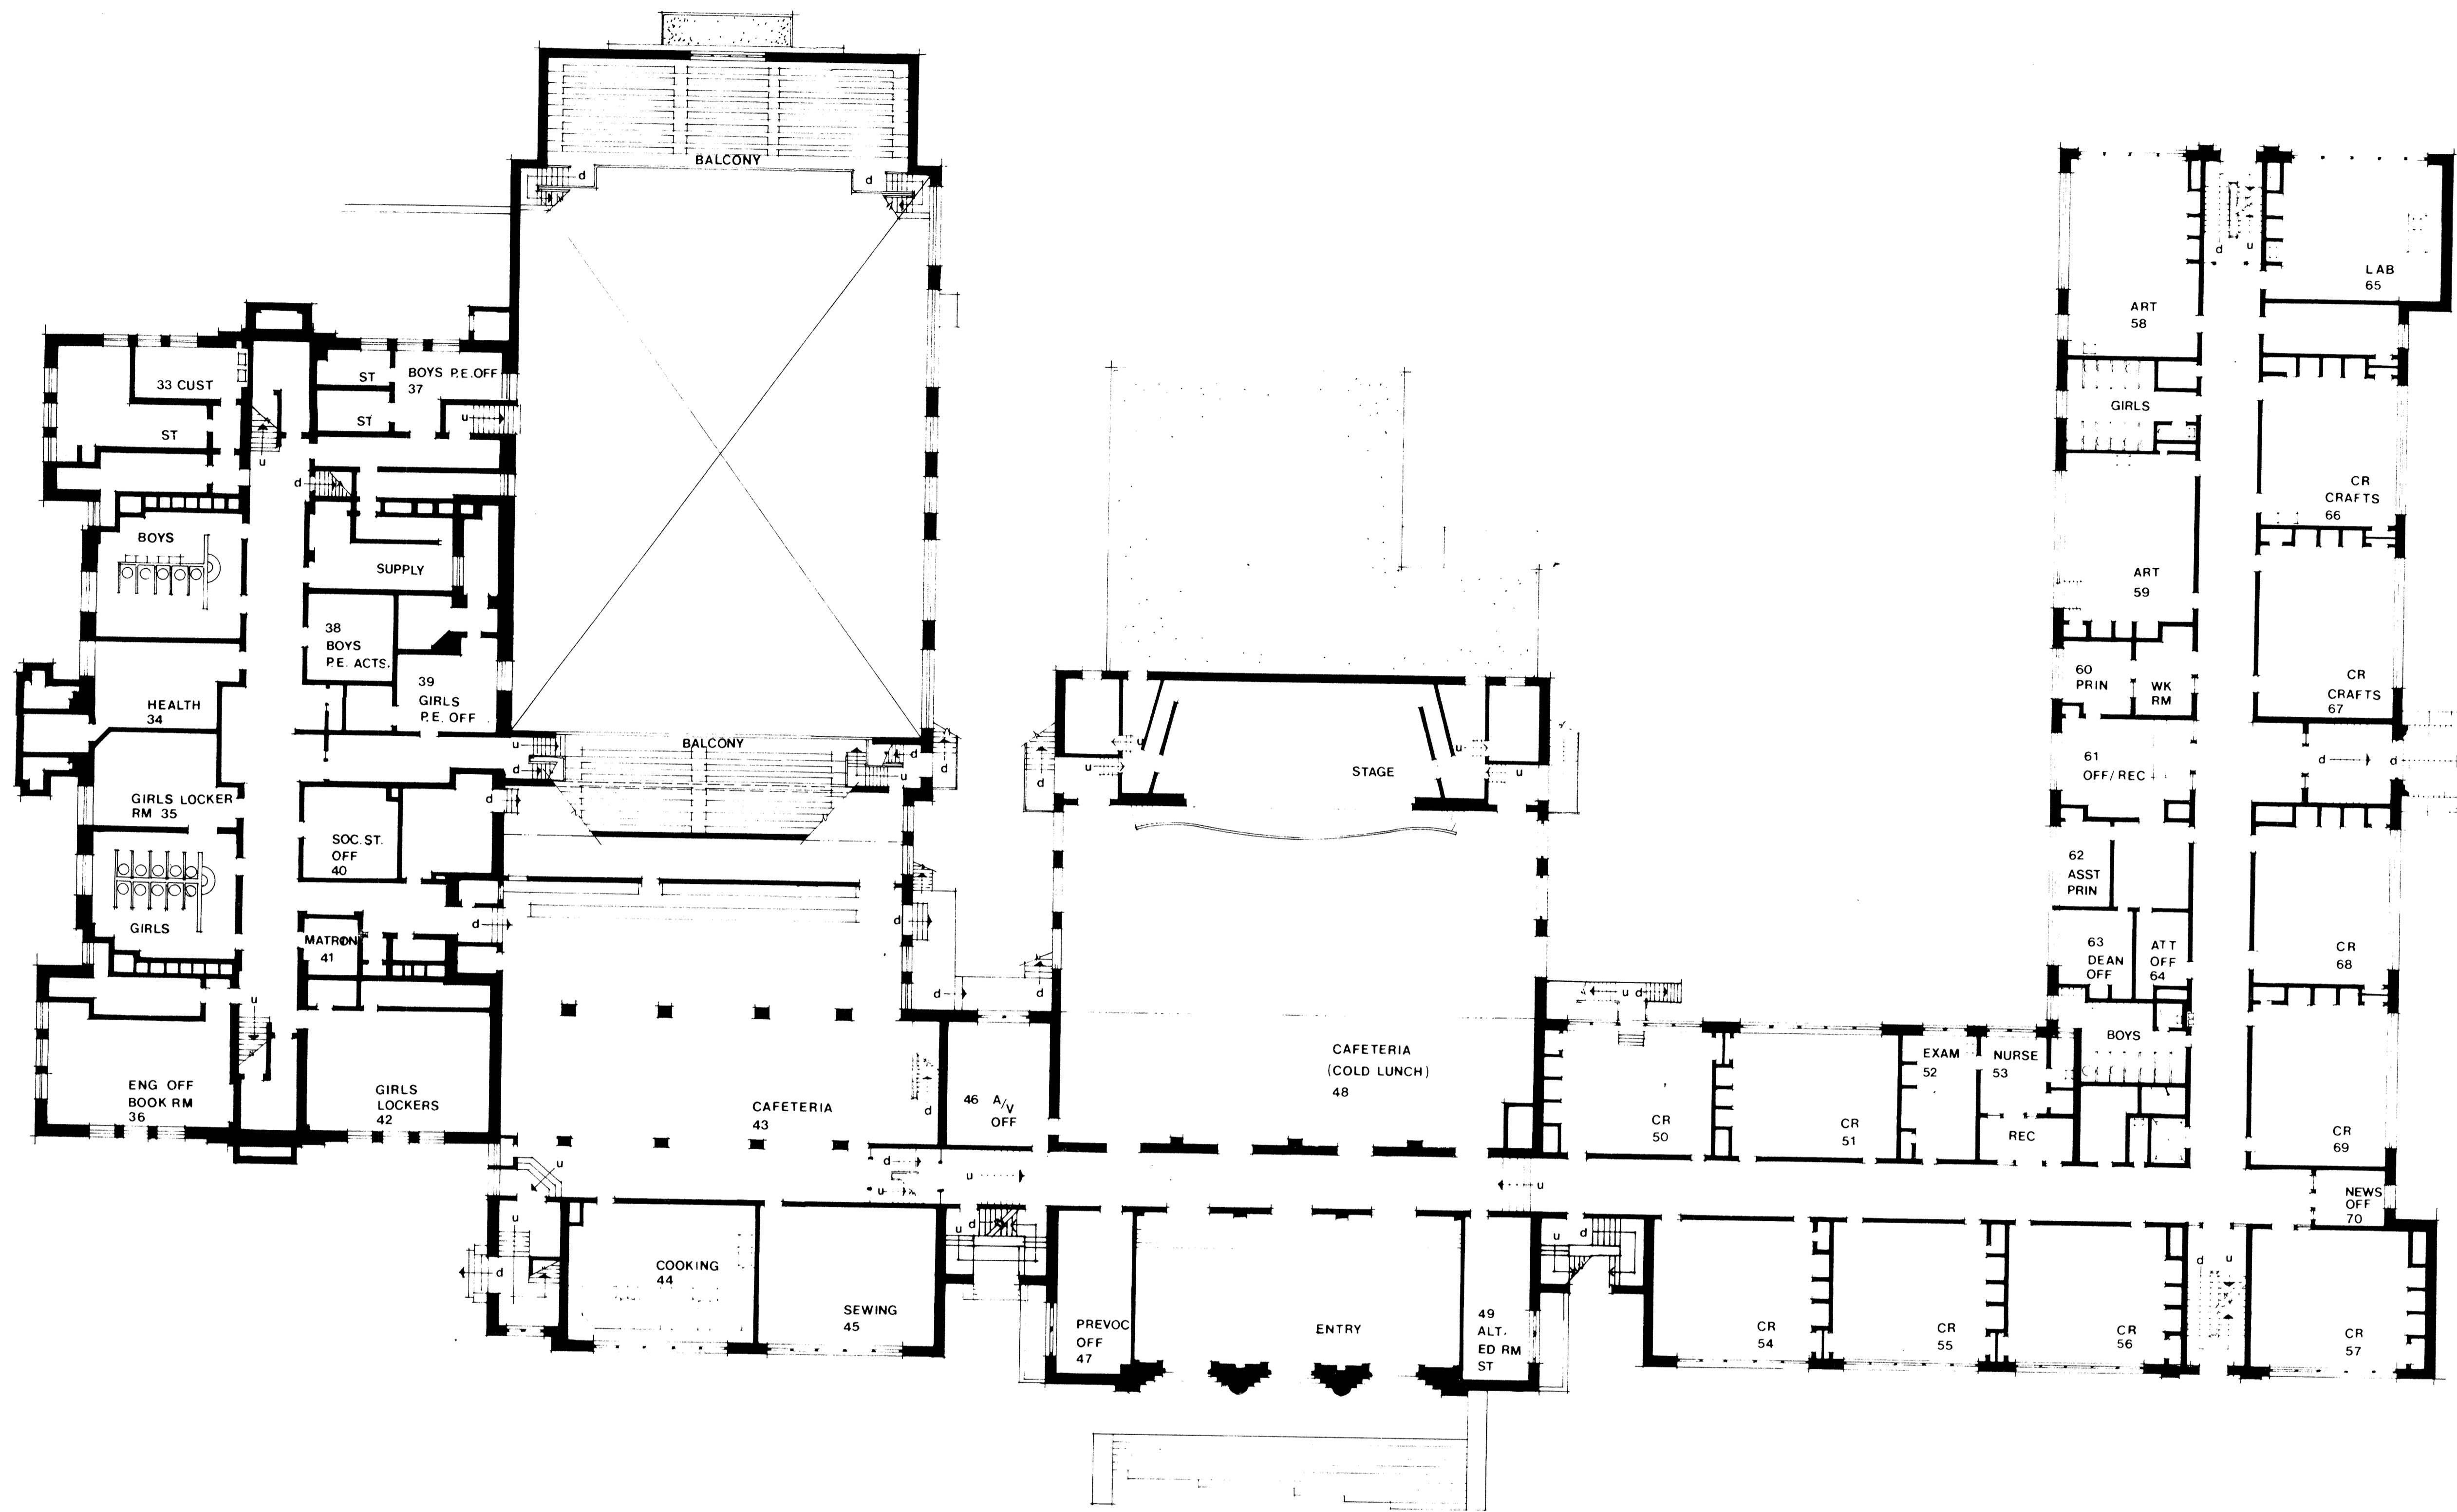 BALCONY
d
d
33 CUST
ST
u
ST
ST
BOYS P.E. OFF
37
u
d
BOYS
SUPPLY
38
BOYS
P.E. ACTS.
39
GIRLS
P.E. OFF
HEALTH
34
GIRLS LOCKER
RM 35
SOC. ST.
OFF
40
GIRLS
MATRON
41
u
ENG OFF
BOOK RM
36
GIRLS
LOCKERS
42
BALCONY
u
d
d
u
d
d
d
d
d
d
CAFETERIA
43
d
46 A/V
OFF
u
d
u
u
u
d
COOKING
44
SEWING
45
u d
PREVOC
OFF
47
ENTRY
49
ALT.
ED RM
ST
STAGE
u
u
u
u
d
d
CAFETERIA
(COLD LUNCH)
48
u
u d
u
d
CR
50
CR
51
EXAM
52
NURSE
53
REC
CR
54
CR
55
CR
56
d
u
CR
57
ART
58
d
u
LAB
65
GIRLS
CR
CRAFTS
66
ART
59
CR
CRAFTS
67
60
PRIN
WK
RM
61
OFF/REC
d
d
62
ASST
PRIN
63
DEAN
OFF
ATT
OFF
64
CR
68
BOYS
CR
69
NEWS
OFF
70